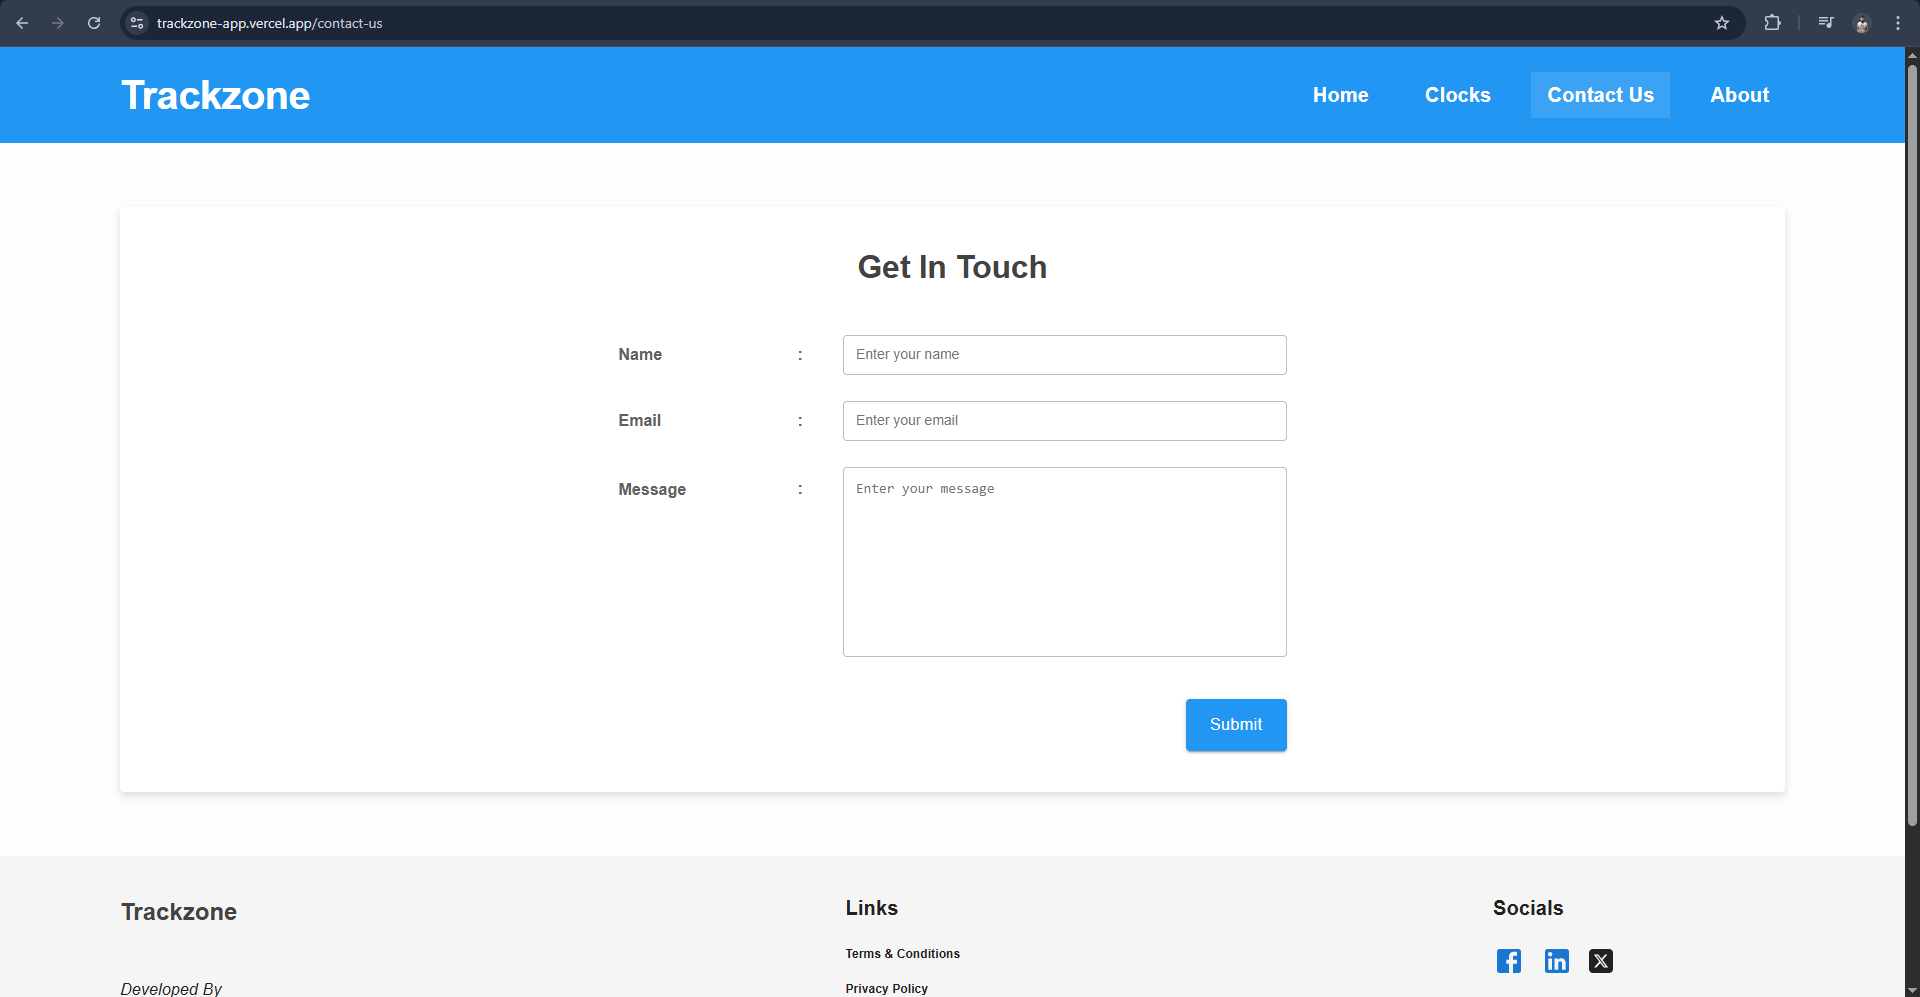 trackzone-app.vercel.app/contact-us
Trackzone
Home Clocks Contact Us About
Get In Touch
Name : Enter your name
Email : Enter your email
Message : Enter your message
Submit
Trackzone
Links
Socials
Terms & Conditions
Privacy Policy
Developed By